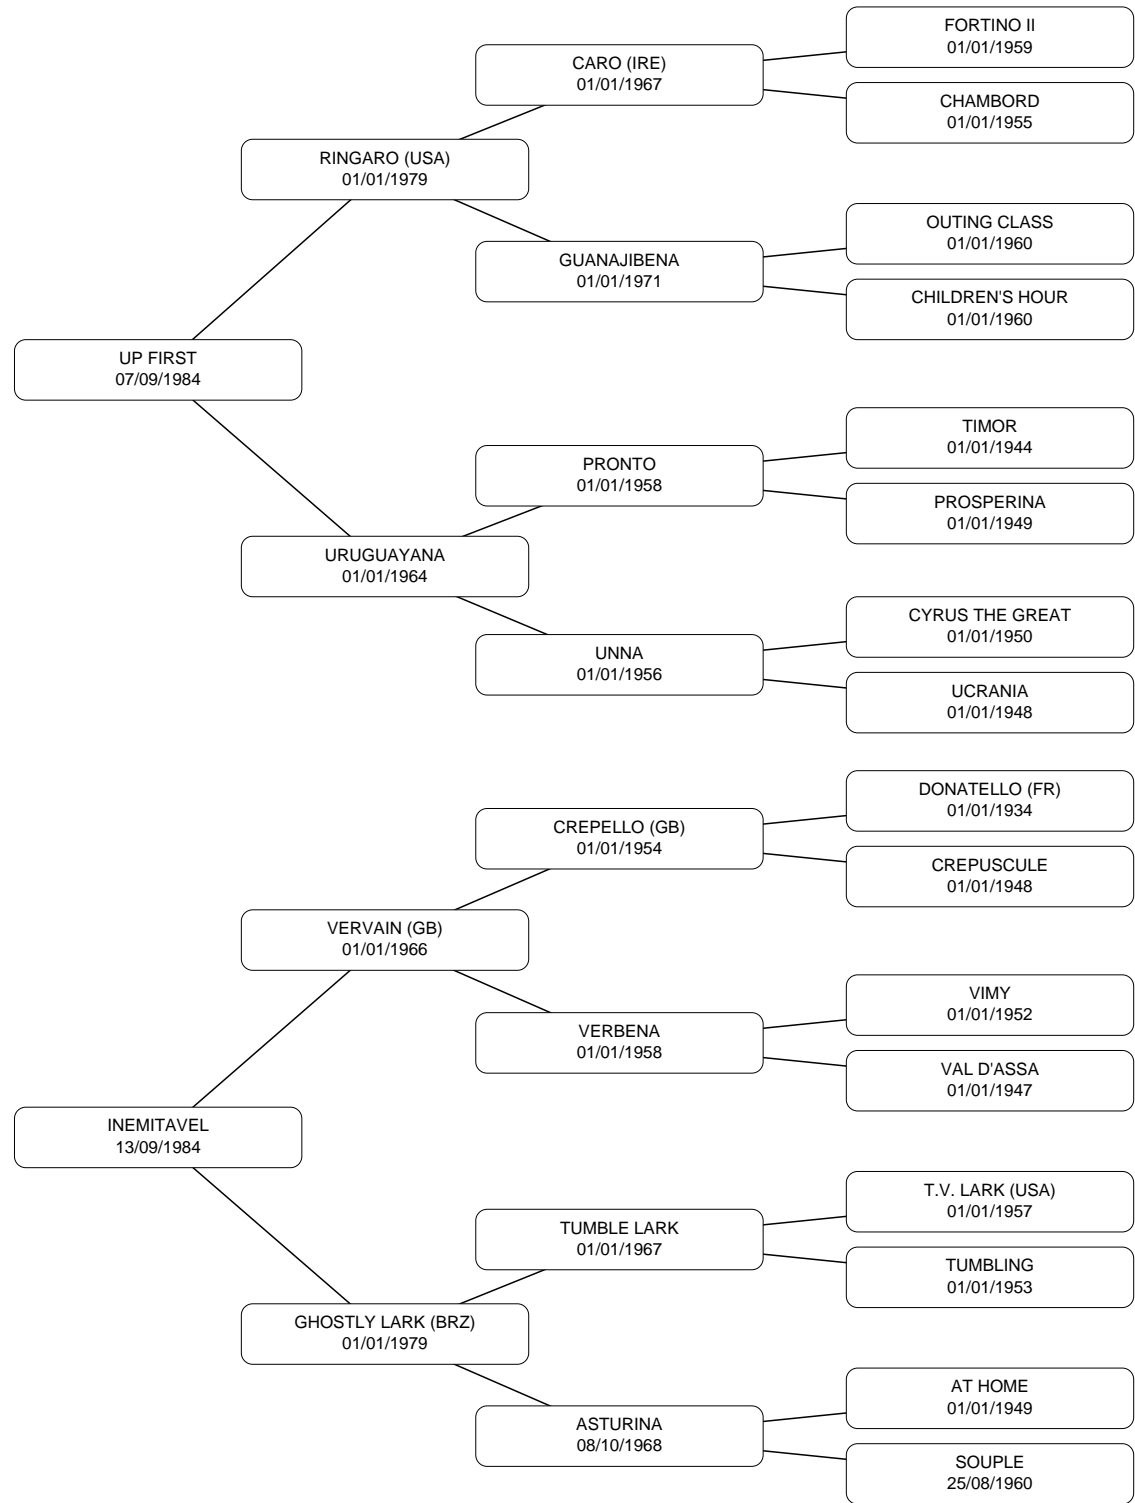 FORTINO II
01/01/1959
CARO (IRE)
01/01/1967
CHAMBORD
01/01/1955
RINGARO (USA)
01/01/1979
OUTING CLASS
01/01/1960
GUANAJIBENA
01/01/1971
CHILDREN'S HOUR
01/01/1960
UP FIRST
07/09/1984
TIMOR
01/01/1944
PRONTO
01/01/1958
PROSPERINA
01/01/1949
URUGUAYANA
01/01/1964
CYRUS THE GREAT
01/01/1950
UNNA
01/01/1956
UCRANIA
01/01/1948
DONATELLO (FR)
01/01/1934
CREPELLO (GB)
01/01/1954
CREPUSCULE
01/01/1948
VERVAIN (GB)
01/01/1966
VIMY
01/01/1952
VERBENA
01/01/1958
VAL D'ASSA
01/01/1947
INEMITAVEL
13/09/1984
T.V. LARK (USA)
01/01/1957
TUMBLE LARK
01/01/1967
TUMBLING
01/01/1953
GHOSTLY LARK (BRZ)
01/01/1979
AT HOME
01/01/1949
ASTURINA
08/10/1968
SOUPLE
25/08/1960